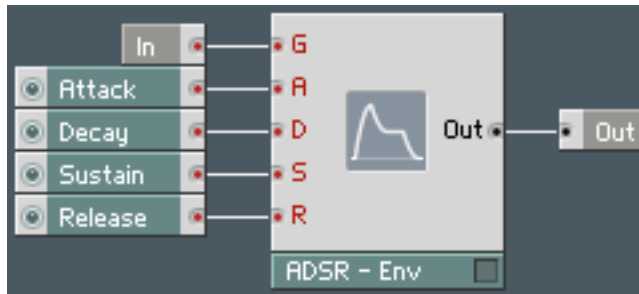 In
G
Attack
A
Decay
D
Out
Out
Sustain
S
Release
R
ADSR - Env